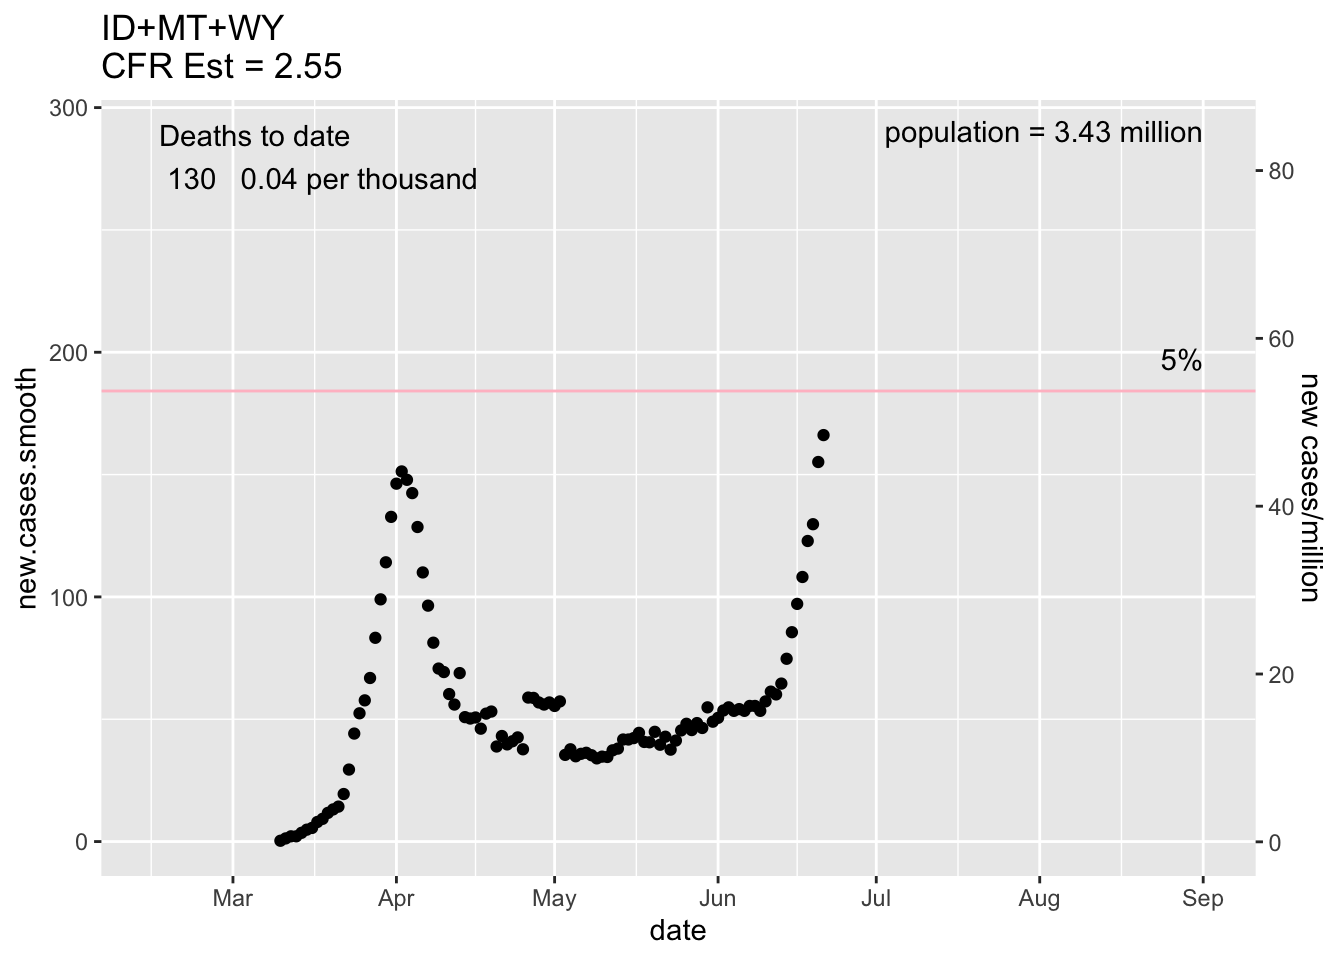 ID+MT+WY
CFR Est = 2.55
300
200
100
0
new.cases.smooth
Deaths to date
130 0.04 per thousand
population = 3.43 million
5%
80
60
40
20
0
new cases/million
Mar Apr May Jun Jul Aug Sep
date